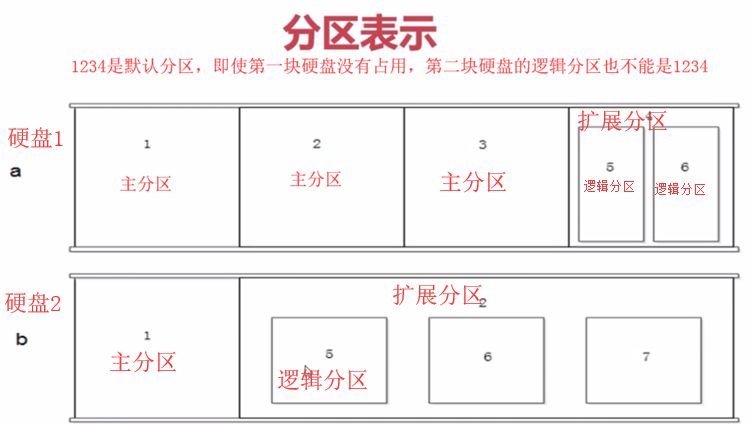 分区表示
1234是默认分区，即使第一块硬盘没有占用，第二块硬盘的逻辑分区也不能是1234
硬盘1
a
1
主分区
2
主分区
3
主分区
扩展分区
4
5
逻辑分区
6
逻辑分区
硬盘2
b
1
主分区
扩展分区
2
5
逻辑分区
6
7